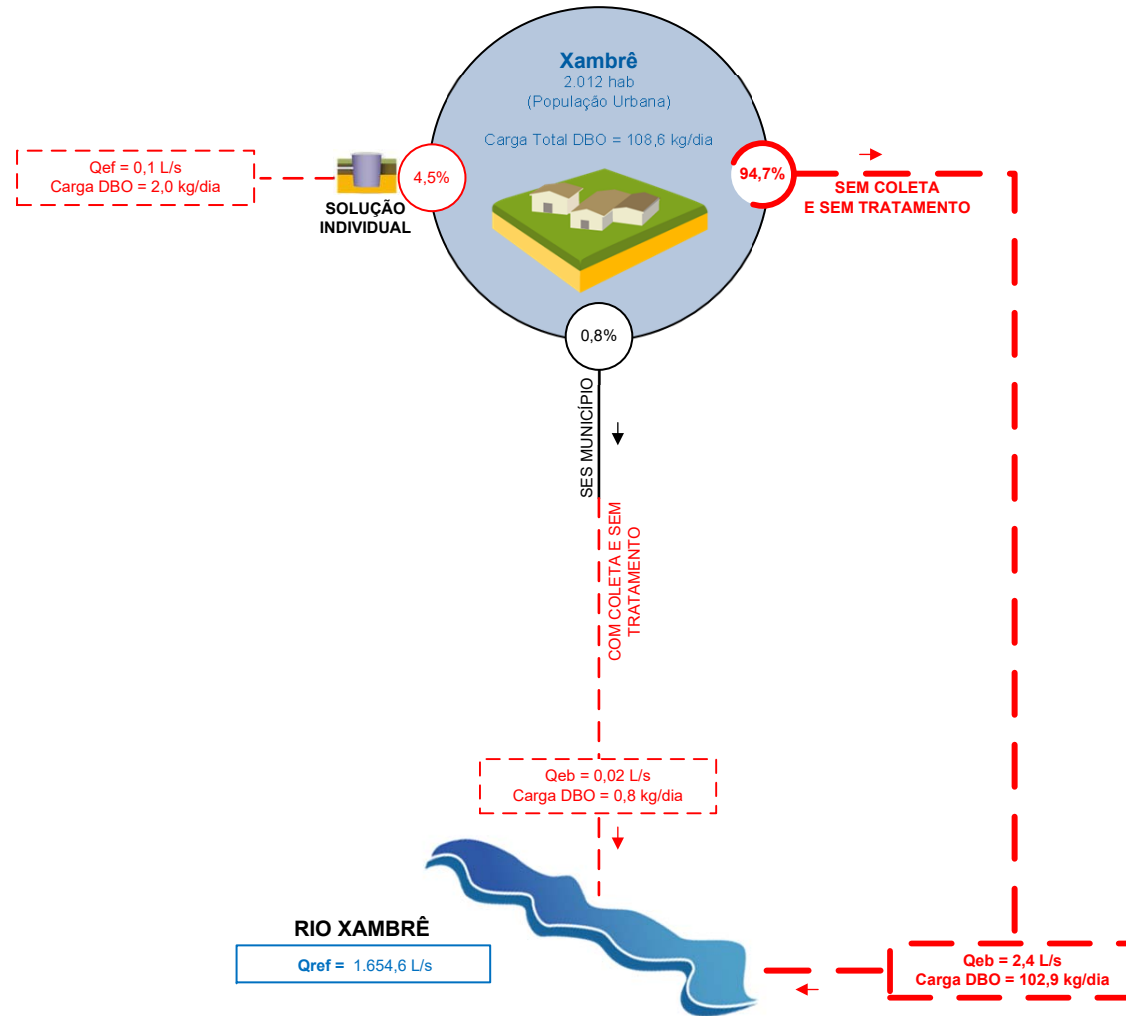 Xambrê
2.012 hab
(População Urbana)
Carga Total DBO = 108,6 kg/dia
Qef = 0,1 L/s
Carga DBO = 2,0 kg/dia
4,5%
SOLUÇÃO
INDIVIDUAL
94,7%
SEM COLETA
E SEM TRATAMENTO
0,8%
SES MUNICÍPIO
COM COLETA E SEM
TRATAMENTO
Qeb = 0,02 L/s
Carga DBO = 0,8 kg/dia
RIO XAMBRÊ
Qref = 1.654,6 L/s
Qeb = 2,4 L/s
Carga DBO = 102,9 kg/dia